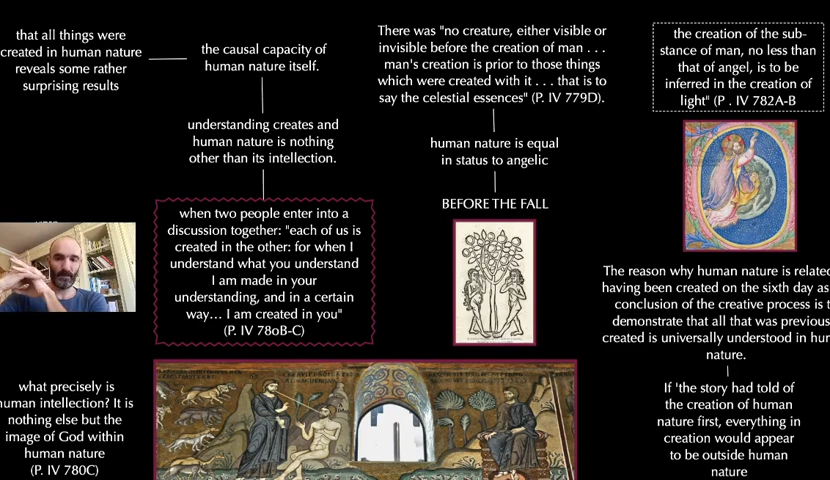 that all things were
created in human nature
reveals some rather
surprising results
the causal capacity of
human nature itself.
understanding creates and
human nature is nothing
other than its intellection.
when two people enter into a
discussion together: "each of us is
created in the other: for when I
understand what you understand
I am made in your
understanding, and in a certain
way... I am created in you"
(P. IV 780B-C)
what precisely is
human intellection? It is
nothing else but the
image of God within
human nature
(P. IV 780C)
There was "no creature, either visible or
invisible before the creation of man . . .
man's creation is prior to those things
which were created with it . . . that is to
say the celestial essences" (P. IV 779D).
human nature is equal
in status to angelic
BEFORE THE FALL
the creation of the sub-
stance of man, no less than
that of angel, is to be
inferred in the creation of
light" (P . IV 782A-B
The reason why human nature is relate
having been created on the sixth day as
conclusion of the creative process is t
demonstrate that all that was previous
created is universally understood in hu
nature.
If 'the story had told of
the creation of human
nature first, everything in
creation would appear
to be outside human
nature